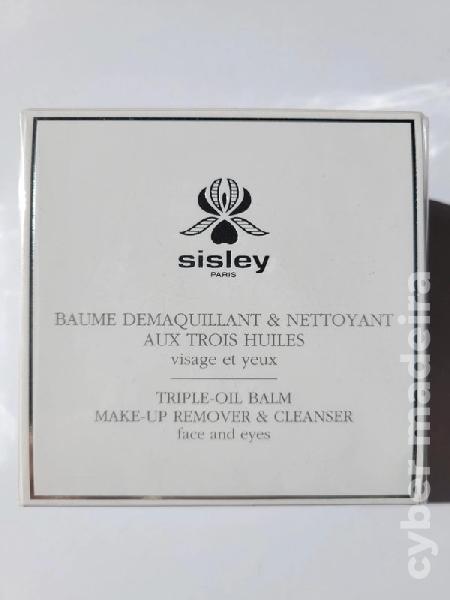 sisley
PARIS
BAUME DEMAQUILLANT & NETTOYANT
AUX TROIS HUILES
visage et yeux
TRIPLE-OIL BALM
MAKE-UP REMOVER & CLEANSER
face and eyes
cyber madeira